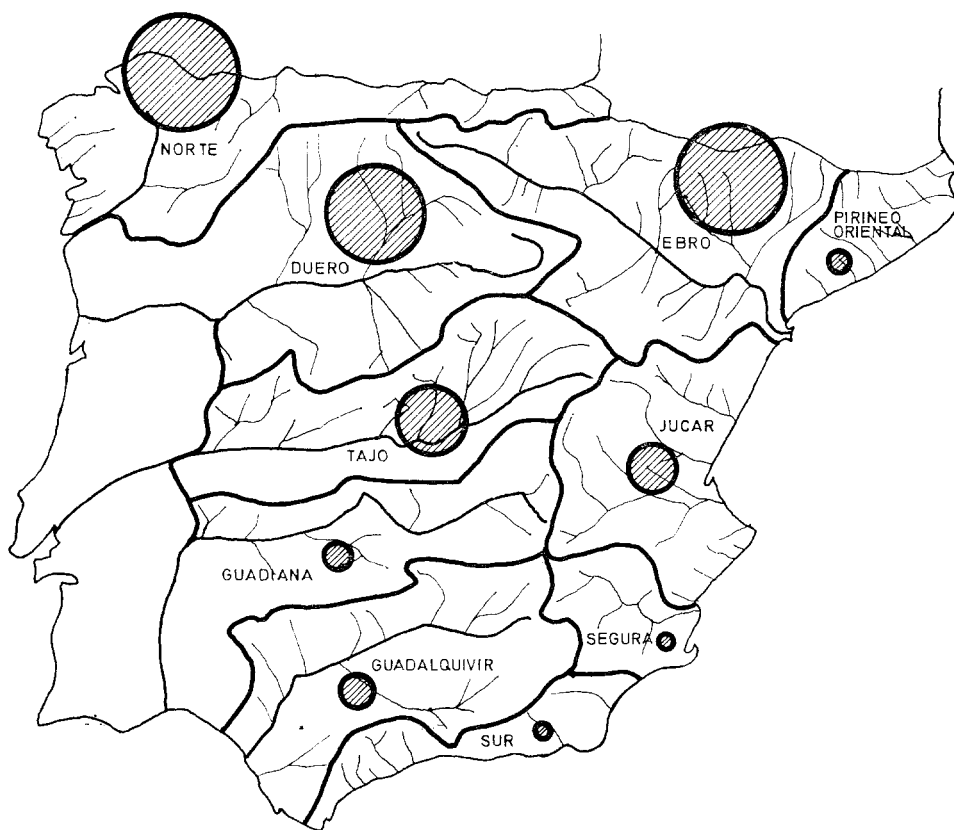 NORTE
DUERO
EBRO
PIRINEO
ORIENTAL
TAJO
JUCAR
GUADIANA
SEGURA
GUADALQUIVIR
SUR